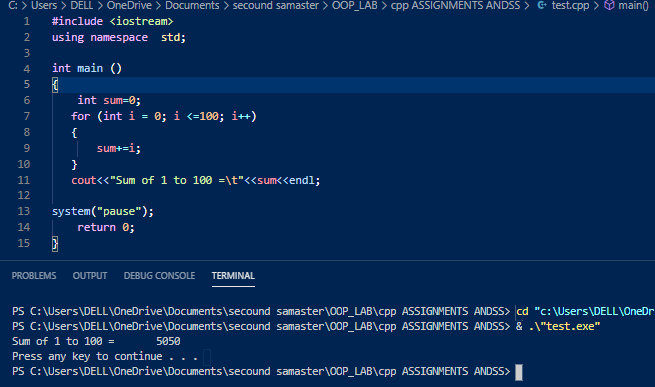 C: > Users > DELL > OneDrive > Documents > secound samaster > OOP_LAB > cpp ASSIGNMENTS ANDSS > test.cpp > main()
1 #include <iostream>
2 using namespace  std;
3
4 int main ()
5 {
6     int sum=0;
7    for (int i = 0; i <=100; i++)
8    {
9        sum+=i;
10    }
11    cout<<"Sum of 1 to 100 =\t"<<sum<<endl;
12
13 system("pause");
14     return 0;
15 }
PROBLEMS OUTPUT DEBUG CONSOLE TERMINAL
PS C:\Users\DELL\OneDrive\Documents\secound samaster\OOP_LAB\cpp ASSIGNMENTS ANDSS> cd "c:\Users\DELL\OneDr
PS C:\Users\DELL\OneDrive\Documents\secound samaster\OOP_LAB\cpp ASSIGNMENTS ANDSS> & .\"test.exe"
Sum of 1 to 100 =       5050
Press any key to continue . . .
PS C:\Users\DELL\OneDrive\Documents\secound samaster\OOP_LAB\cpp ASSIGNMENTS ANDSS>